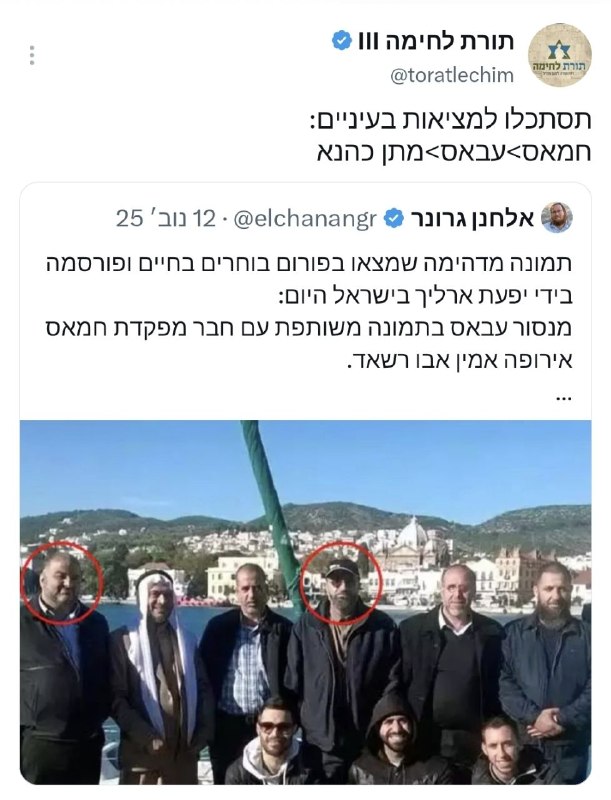 תורת לחימה III
@toratlechim
תורת לחימה
תסתכלו למציאות בעיניים:
חמאס>עבאס>מתן כהנא
אלחנן גרונר @elchanangr · 12 נוב׳ 25
תמונה מדהימה שמצאו בפורום בוחרים בחיים ופורסמה
בידי יפעת ארליך בישראל היום:
מנסור עבאס בתמונה משותפת עם חבר מפקדת חמאס
אירופה אמין אבו רשאד.
...